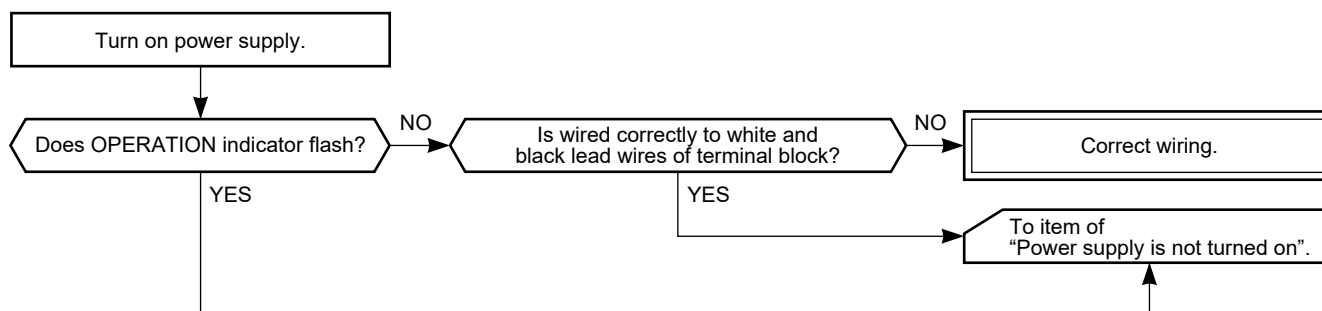 Turn on power supply.
Does OPERATION indicator flash?
NO
Is wired correctly to white and
black lead wires of terminal block?
NO
Correct wiring.
YES
YES
To item of
“Power supply is not turned on”.